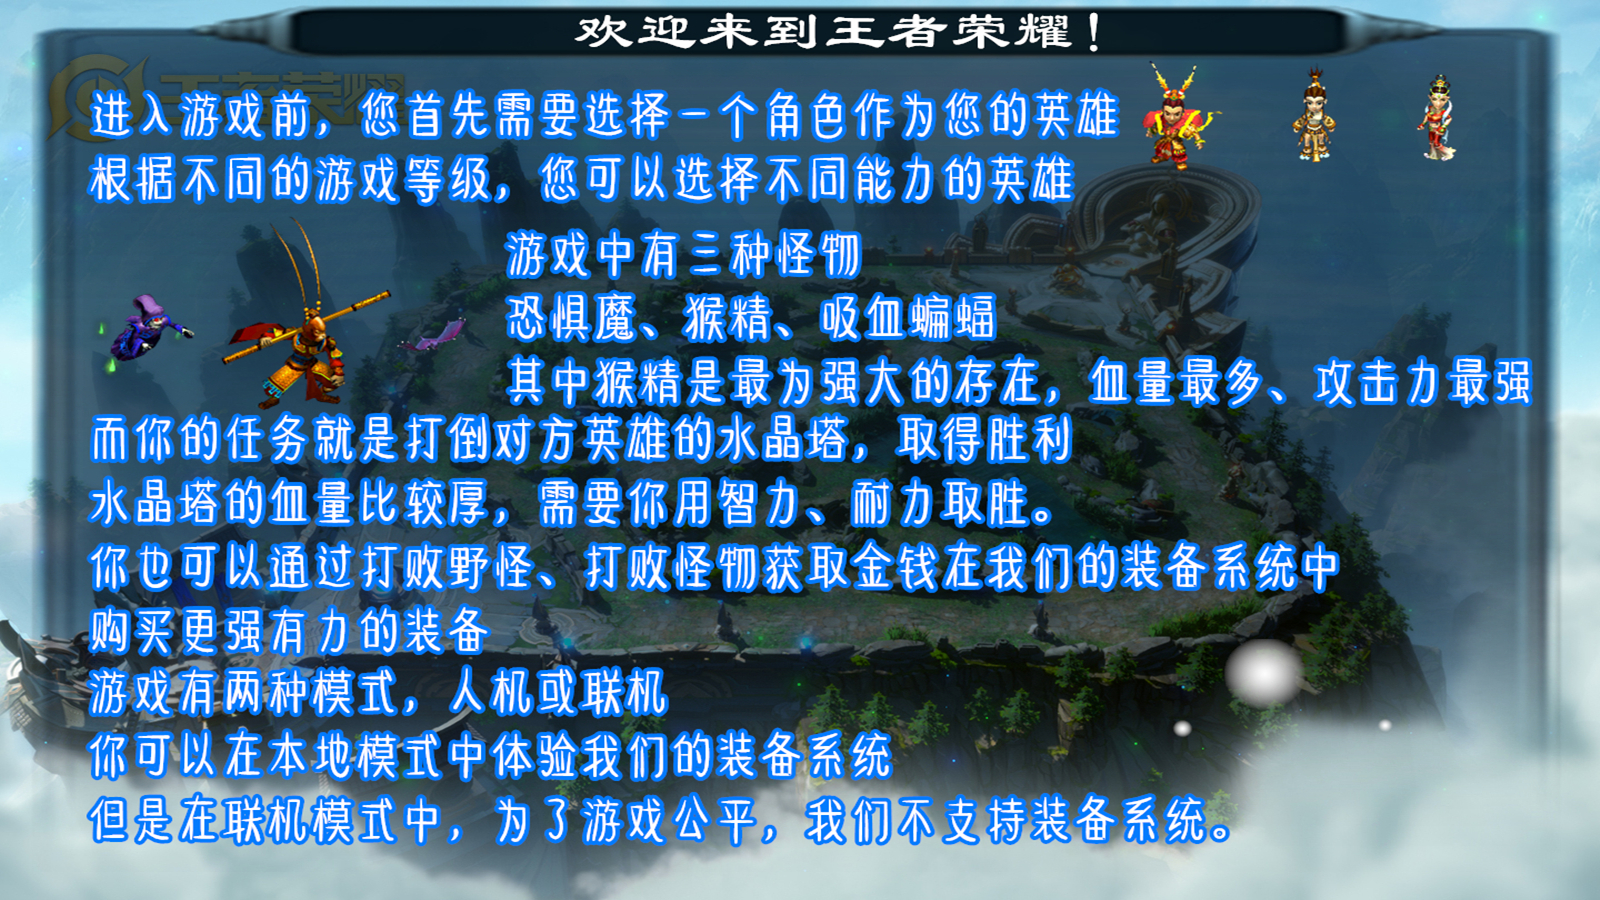 欢迎来到王者荣耀！
王者荣耀
进入游戏前，您首先需要选择一个角色作为您的英雄
根据不同的游戏等级，您可以选择不同能力的英雄
游戏中有三种怪物
恐惧魔、猴精、吸血蝙蝠
其中猴精是最为强大的存在，血量最多、攻击力最强
而你的任务就是打倒对方英雄的水晶塔，取得胜利
水晶塔的血量比较厚，需要你用智力、耐力取胜。
你也可以通过打败野怪、打败怪物获取金钱在我们的装备系统中
购买更强有力的装备
游戏有两种模式，人机或联机
你可以在本地模式中体验我们的装备系统
但是在联机模式中，为了游戏公平，我们不支持装备系统。